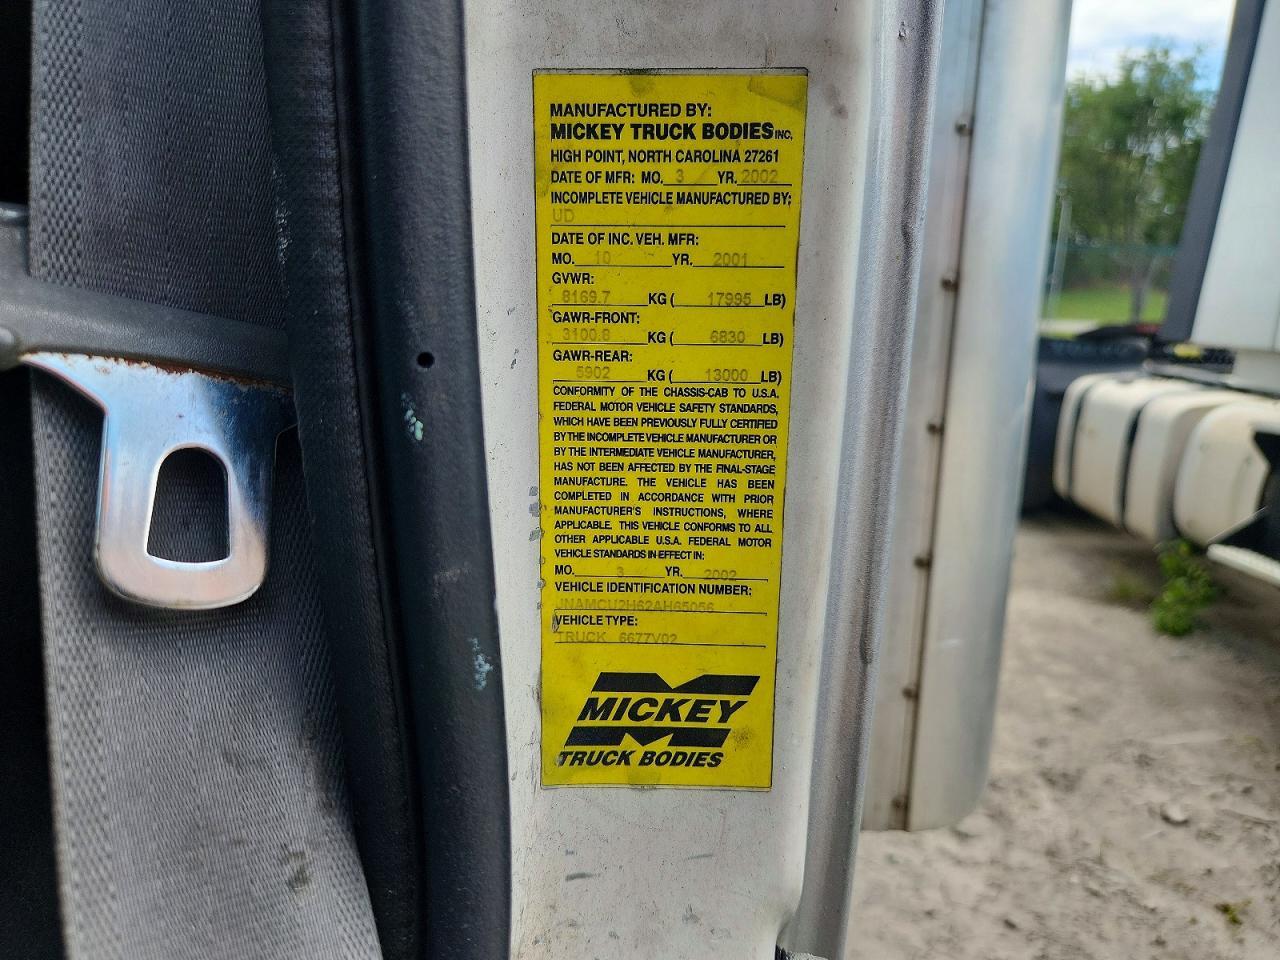 MANUFACTURED BY:
MICKEY TRUCK BODIES INC.
HIGH POINT, NORTH CAROLINA 27261
DATE OF MFR: MO. 3 YR. 2002
INCOMPLETE VEHICLE MANUFACTURED BY:
UD
DATE OF INC. VEH. MFR:
MO. 10 YR. 2001
GVWR:
8169.7 KG ( 17995 LB)
GAWR-FRONT:
3100.8 KG ( 6830 LB)
GAWR-REAR:
5902 KG ( 13000 LB)
CONFORMITY OF THE CHASSIS-CAB TO U.S.A.
FEDERAL MOTOR VEHICLE SAFETY STANDARDS,
WHICH HAVE BEEN PREVIOUSLY FULLY CERTIFIED
BY THE INCOMPLETE VEHICLE MANUFACTURER OR
BY THE INTERMEDIATE VEHICLE MANUFACTURER,
HAS NOT BEEN AFFECTED BY THE FINAL-STAGE
MANUFACTURE. THE VEHICLE HAS BEEN
COMPLETED IN ACCORDANCE WITH PRIOR
MANUFACTURER'S INSTRUCTIONS, WHERE
APPLICABLE. THIS VEHICLE CONFORMS TO ALL
OTHER APPLICABLE U.S.A. FEDERAL MOTOR
VEHICLE STANDARDS IN EFFECT IN:
MO. 3 YR. 2002
VEHICLE IDENTIFICATION NUMBER:
JNAMCU2H62AH65056
VEHICLE TYPE:
TRUCK 6677V02
MICKEY
TRUCK BODIES